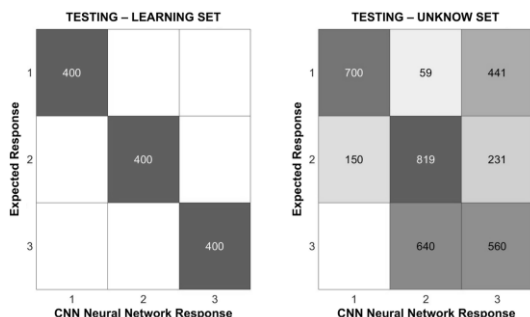 TESTING – LEARNING SET
Expected Response
1
400
2
400
3
400
1 2 3
CNN Neural Network Response
TESTING – UNKNOW SET
Expected Response
1
700 59 441
2
150 819 231
3
640 560
1 2 3
CNN Neural Network Response